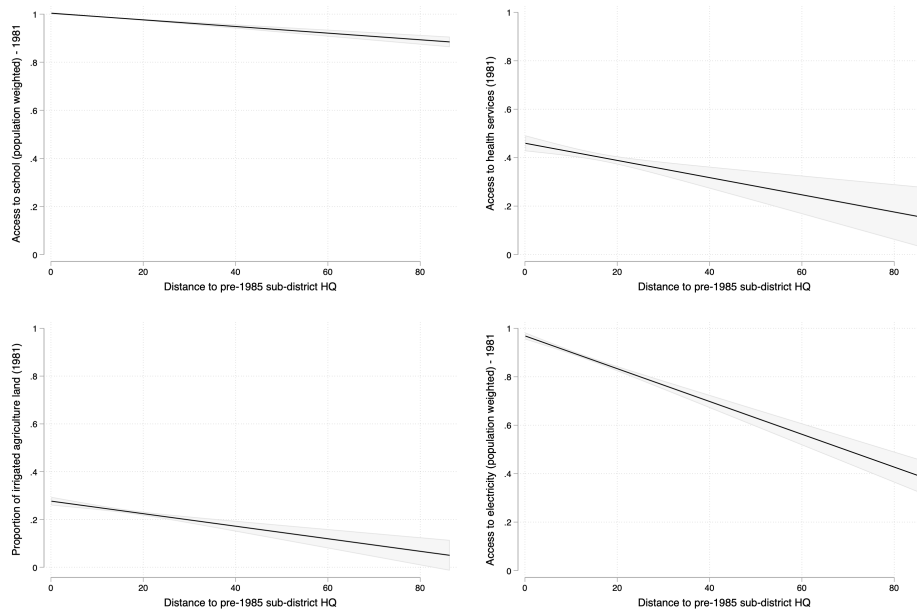 Access to school (population weighted) - 1981
1
.8
.6
.4
.2
0
0 20 40 60 80
Distance to pre-1985 sub-district HQ
Access to health services (1981)
1
.8
.6
.4
.2
0
0 20 40 60 80
Distance to pre-1985 sub-district HQ
Proportion of irrigated agriculture land (1981)
1
.8
.6
.4
.2
0
0 20 40 60 80
Distance to pre-1985 sub-district HQ
Access to electricity (population weighted) - 1981
1
.8
.6
.4
.2
0
0 20 40 60 80
Distance to pre-1985 sub-district HQ